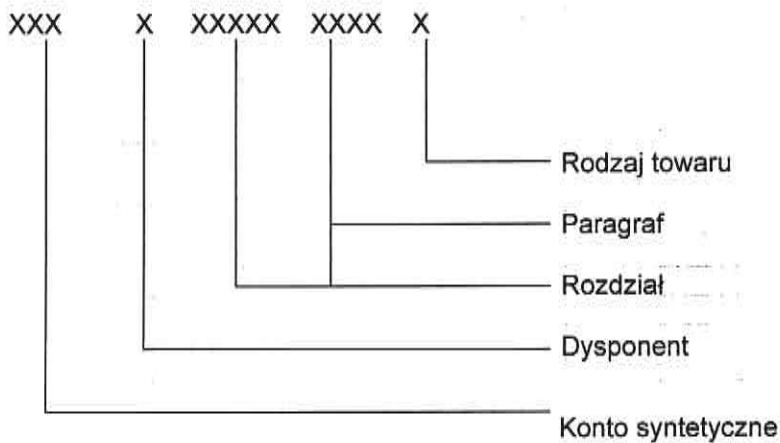 XXX X XXXXX XXXX X
Rodzaj towaru
Paragraf
Rozdział
Dysponent
Konto syntetyczne